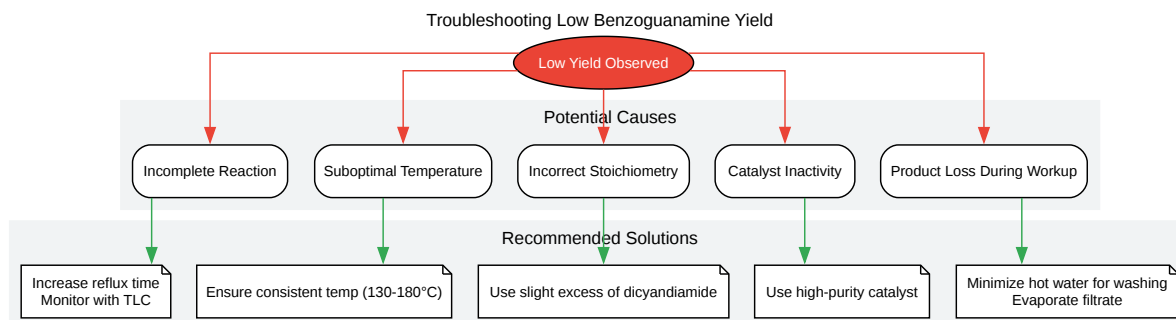 Troubleshooting Low Benzoguanamine Yield
Low Yield Observed
Potential Causes
Incomplete Reaction
Suboptimal Temperature
Incorrect Stoichiometry
Catalyst Inactivity
Product Loss During Workup
Recommended Solutions
Increase reflux time
Monitor with TLC
Ensure consistent temp (130-180°C)
Use slight excess of dicyandiamide
Use high-purity catalyst
Minimize hot water for washing
Evaporate filtrate